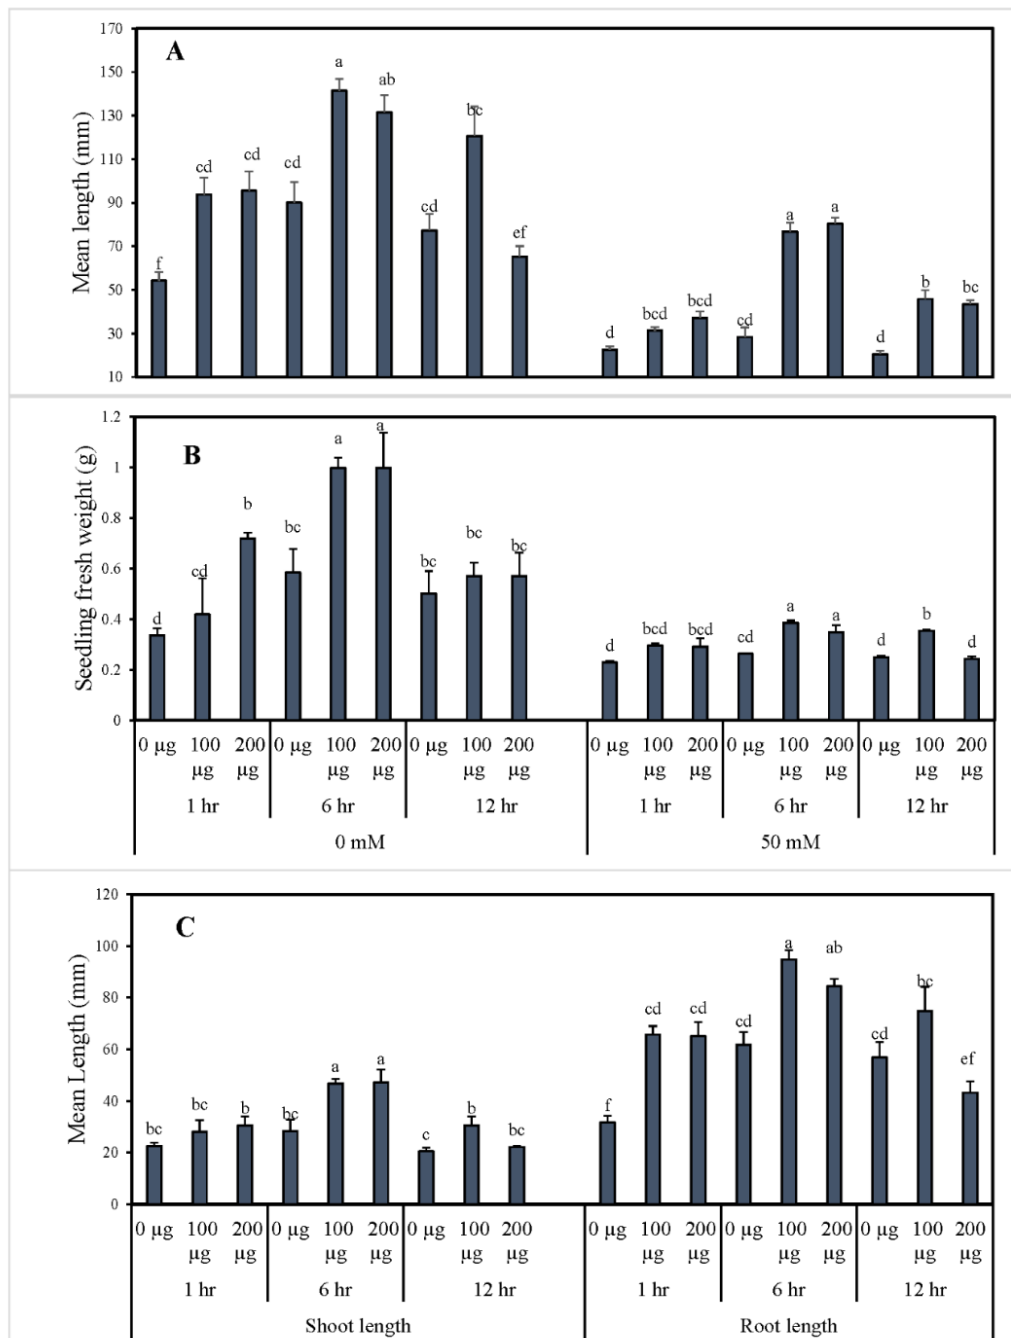 A
Mean length (mm)
170
150
130
110
90
70
50
30
10
f cd cd cd a ab cd bc ef d bcd bcd cd a a d b bc
B
Seedling fresh weight (g)
1.2
1
0.8
0.6
0.4
0.2
0
d cd b bc a a bc bc bc d bcd bcd cd a a d b d
0 µg 100 µg 200 µg 0 µg 100 µg 200 µg 0 µg 100 µg 200 µg 0 µg 100 µg 200 µg 0 µg 100 µg 200 µg 0 µg 100 µg 200 µg
1 hr 6 hr 12 hr 1 hr 6 hr 12 hr
0 mM 50 mM
C
Mean Length (mm)
120
100
80
60
40
20
0
bc bc b bc a a c b bc f cd cd cd a ab cd bc ef
0 µg 100 µg 200 µg 0 µg 100 µg 200 µg 0 µg 100 µg 200 µg 0 µg 100 µg 200 µg 0 µg 100 µg 200 µg 0 µg 100 µg 200 µg
1 hr 6 hr 12 hr 1 hr 6 hr 12 hr
Shoot length Root length